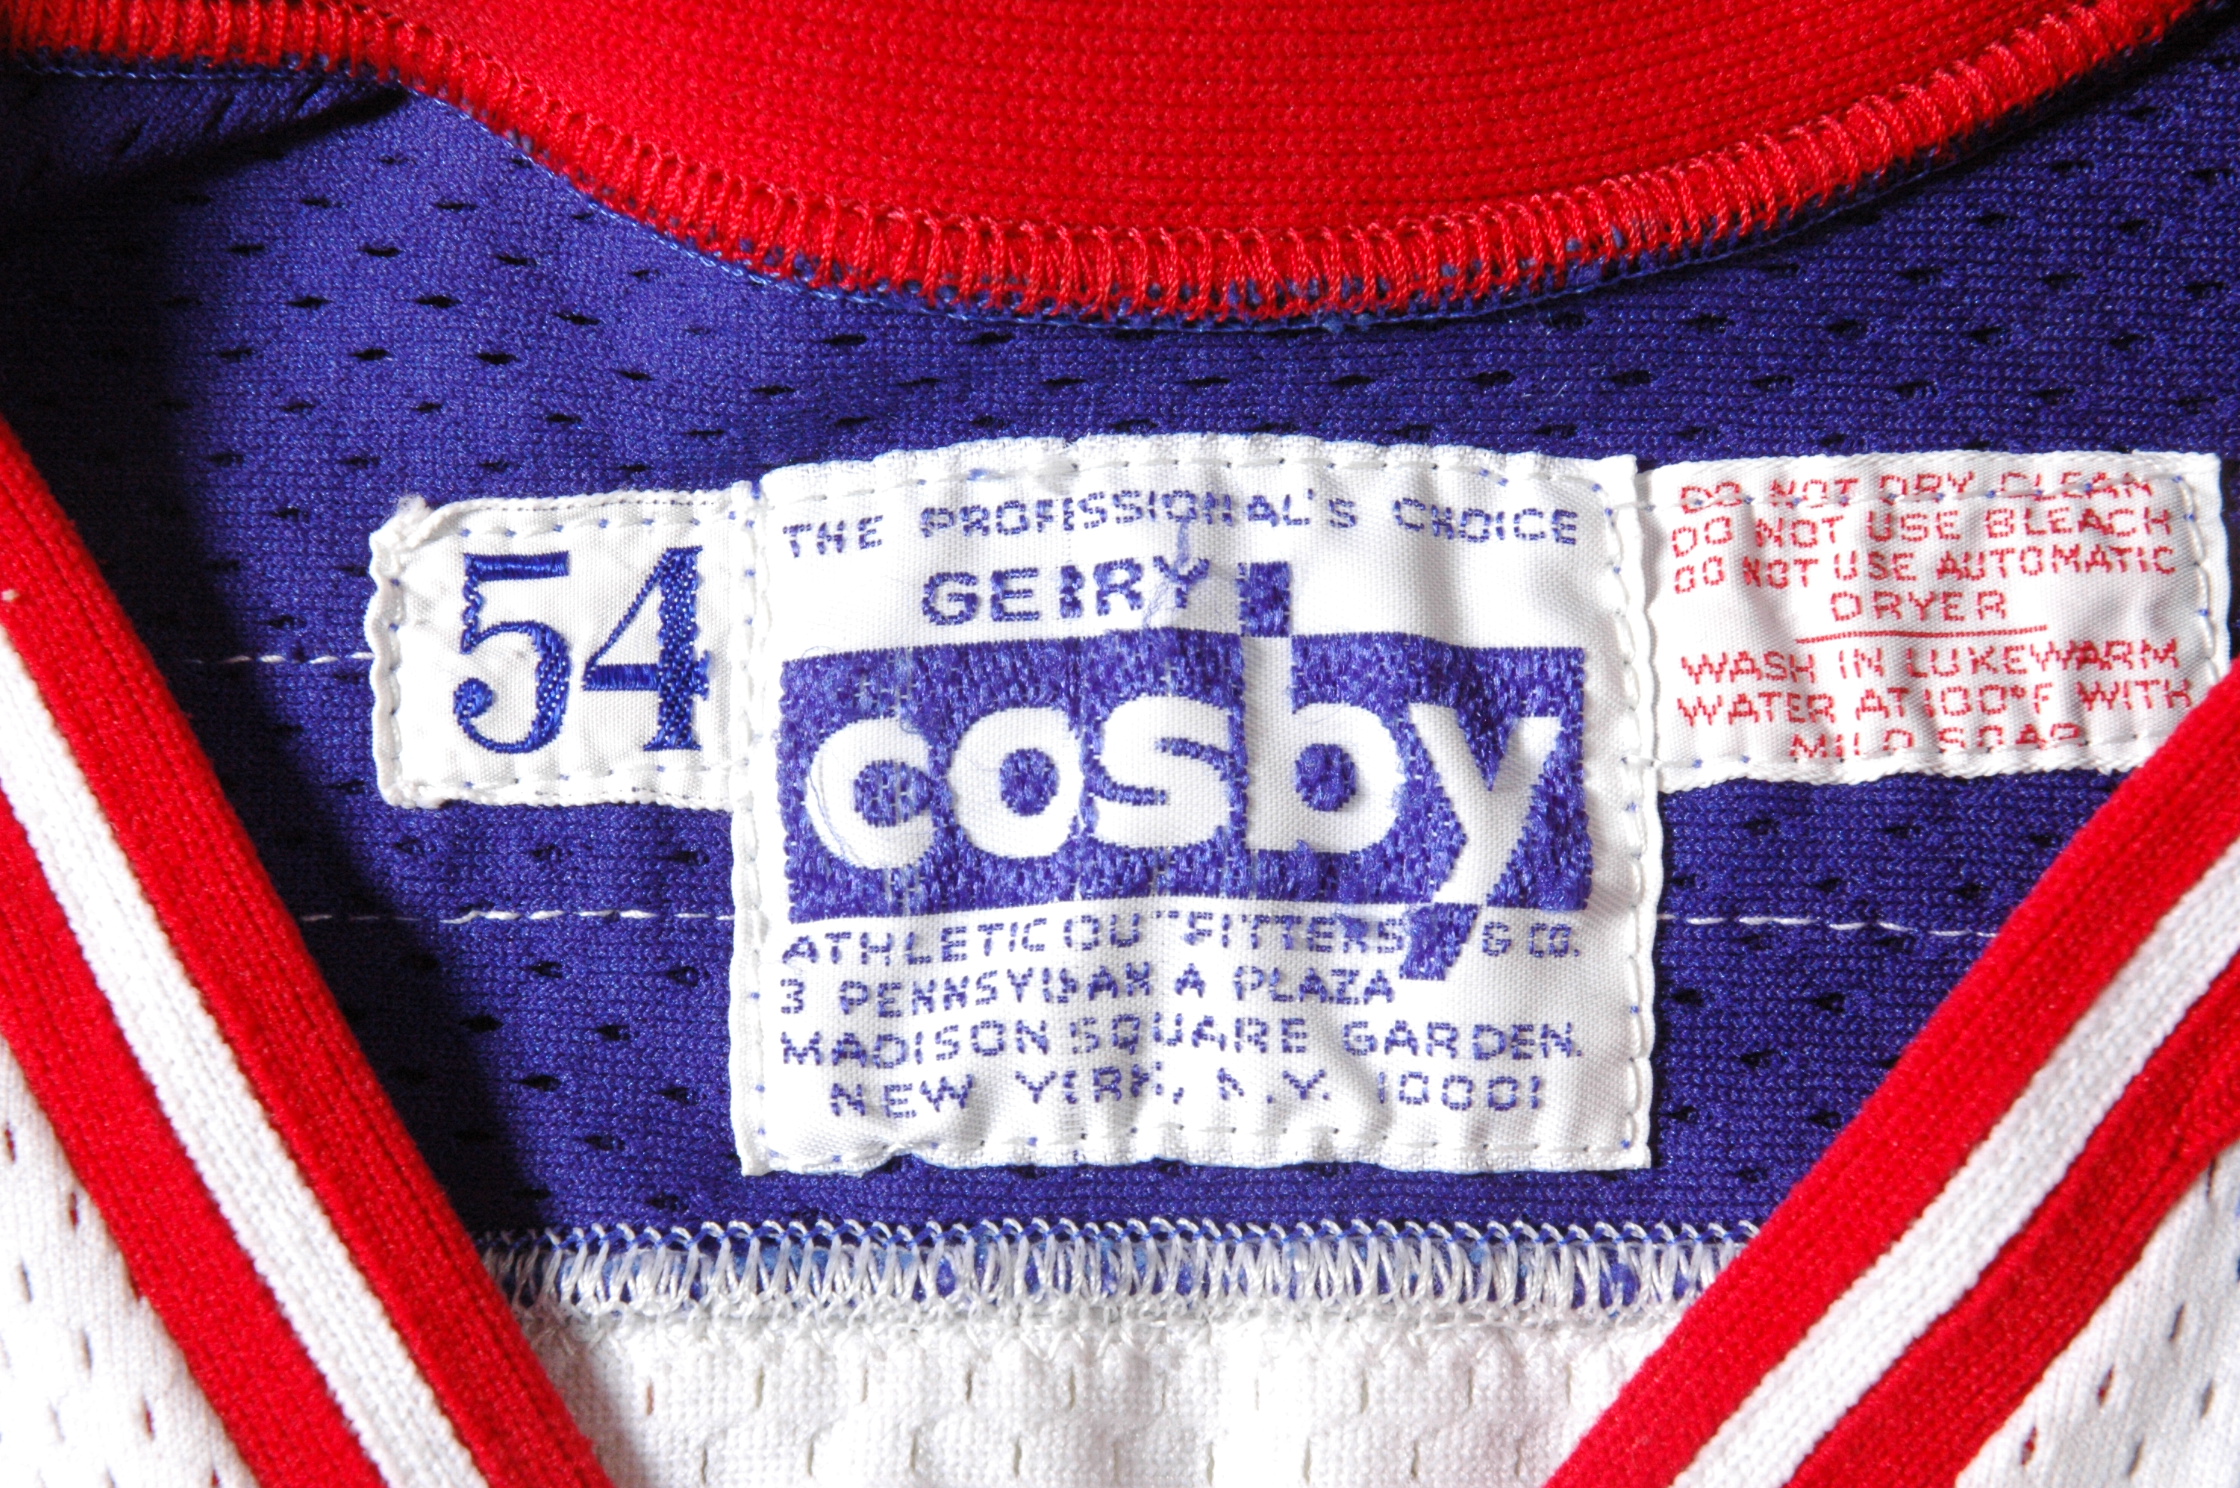 54
THE PROFESSIONAL'S CHOICE
GERRY
cosby
ATHLETIC OUTFITTERS & CO.
3 PENNSYLVANIA PLAZA
MADISON SQUARE GARDEN.
NEW YORK, N.Y. 10001
DO NOT DRY CLEAN
DO NOT USE BLEACH
DO NOT USE AUTOMATIC
DRYER
WASH IN LUKEWARM
WATER AT 100°F WITH
MILD SOAP